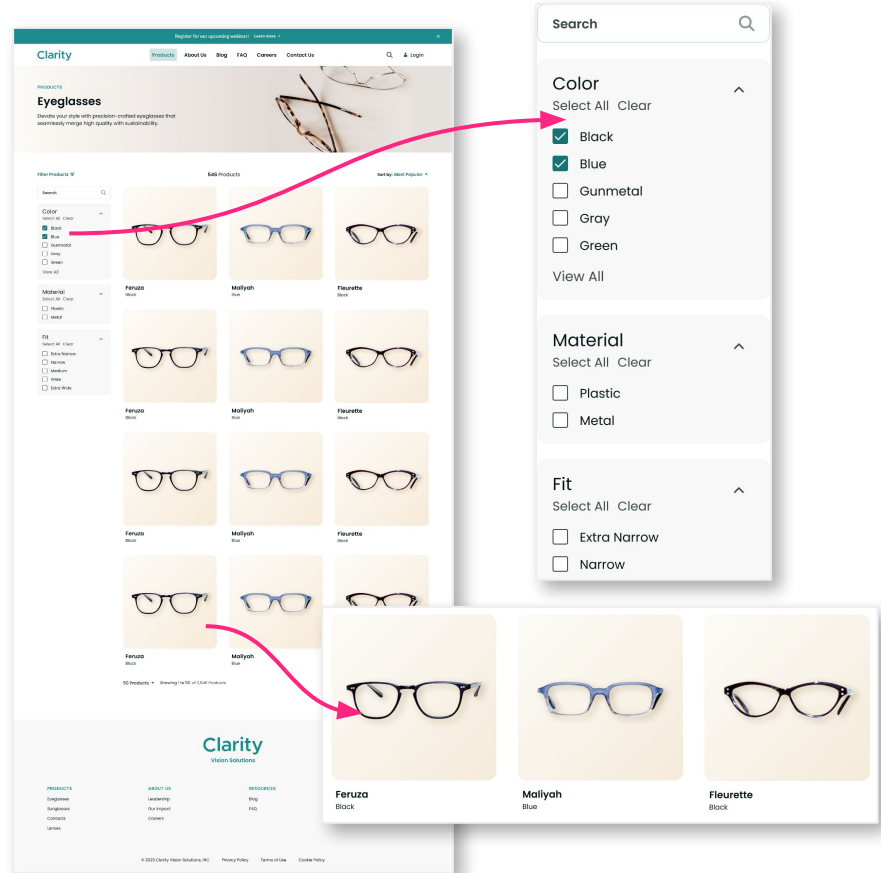 Register for our upcoming webinar! Learn more
Clarity
Products About Us Blog FAQ Careers Contact Us Login
PRODUCTS
Eyeglasses
Elevate your style with precision-crafted eyeglasses that
seamlessly merge high quality with sustainability.
Filter Products 546 Products Sort by: Most Popular
Search
Color
Select All Clear
Black
Blue
Gunmetal
Gray
Green
View All
Material
Select All Clear
Plastic
Metal
Fit
Select All Clear
Extra Narrow
Narrow
Medium
Wide
Extra Wide
Feruza Maliyah Fleurette
Black Blue Black
Feruza Maliyah Fleurette
Black Blue Black
Feruza Maliyah Fleurette
Black Blue Black
Feruza Maliyah
Black Blue
50 Products Showing 1 to 50 of 3,546 Products
Clarity
Vision Solutions
PRODUCTS ABOUT US RESOURCES
Eyeglasses Leadership Blog
Sunglasses Our Impact FAQ
Contacts Careers
Lenses
© 2023 Clarity Vision Solutions, INC Privacy Policy Terms of Use Cookie Policy
Search
Color
Select All Clear
Black
Blue
Gunmetal
Gray
Green
View All
Material
Select All Clear
Plastic
Metal
Fit
Select All Clear
Extra Narrow
Narrow
Feruza Maliyah Fleurette
Black Blue Black